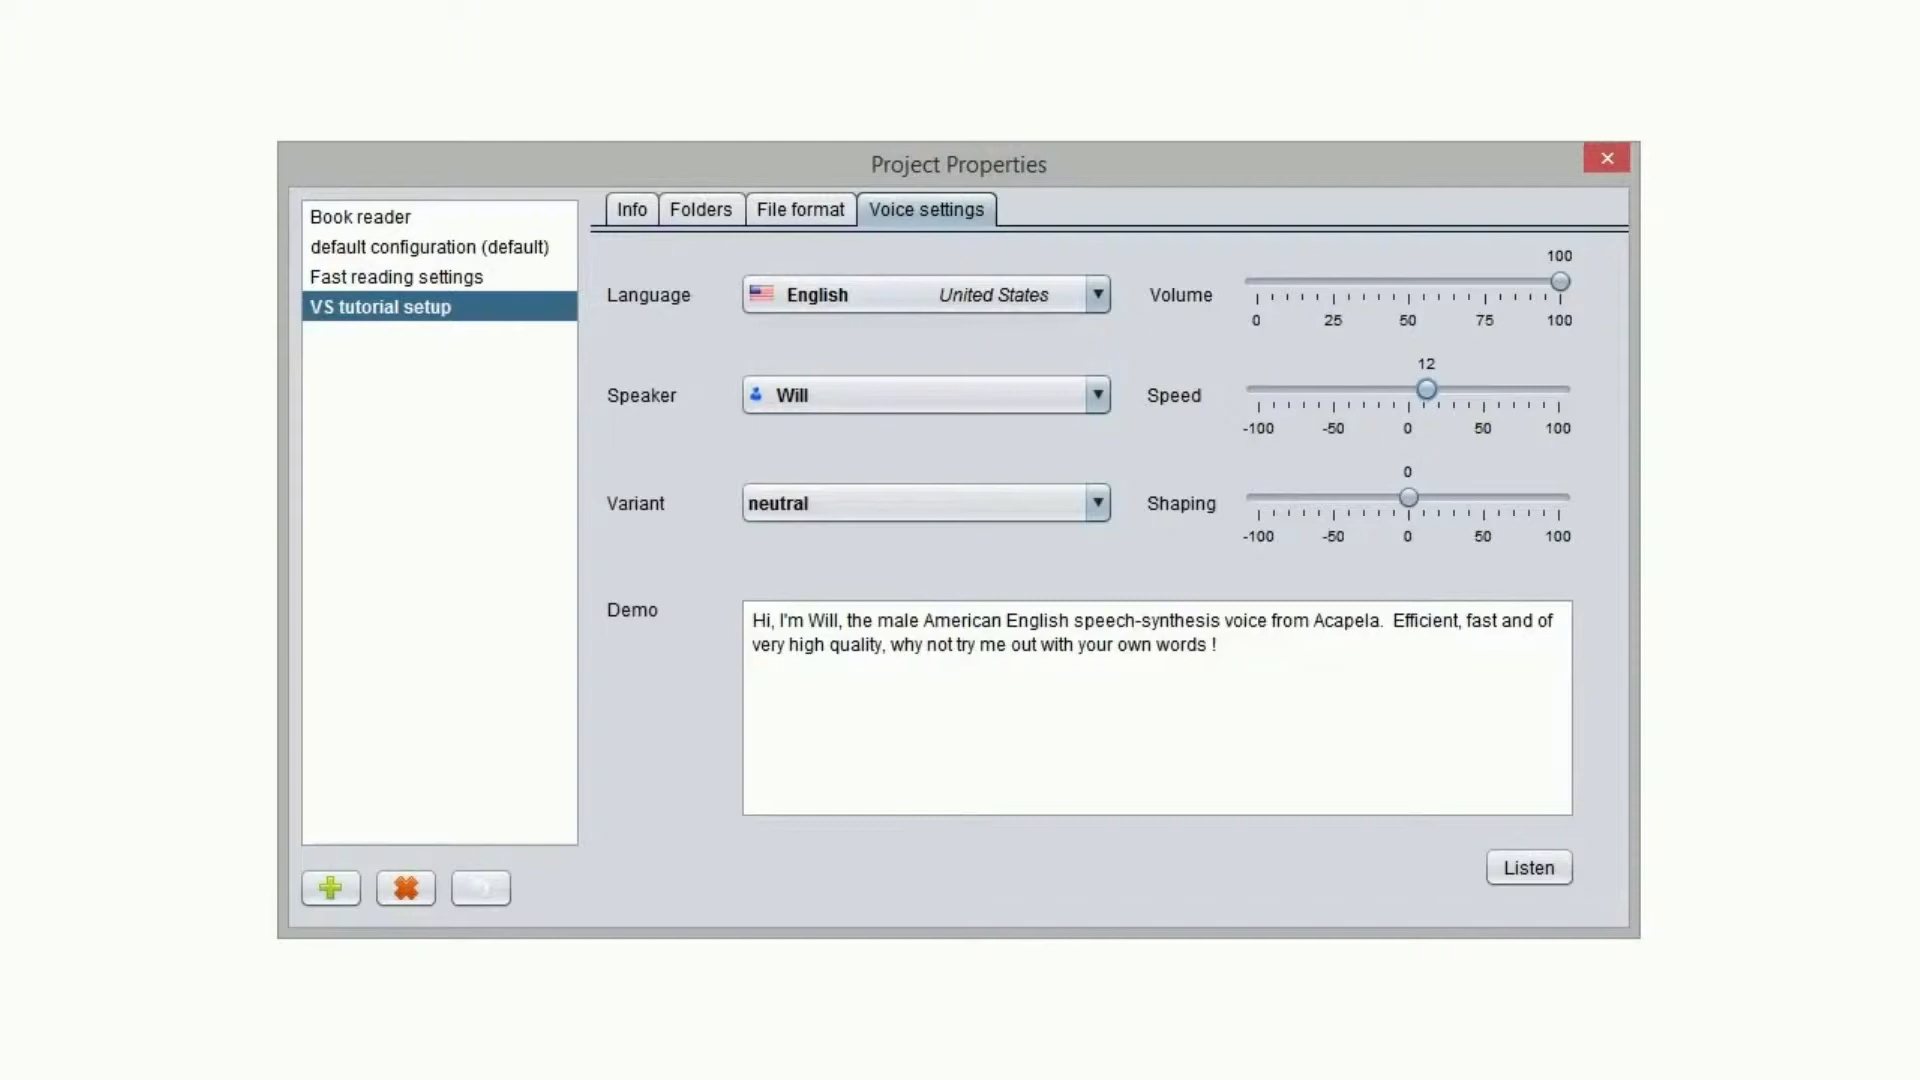 Project Properties
Book reader
default configuration (default)
Fast reading settings
VS tutorial setup
Info Folders File format Voice settings
Language English United States
Volume 100
0 25 50 75 100
Speaker Will
Speed 12
-100 -50 0 50 100
Variant neutral
Shaping 0
-100 -50 0 50 100
Demo
Hi, I'm Will, the male American English speech-synthesis voice from Acapela.  Efficient, fast and of
very high quality, why not try me out with your own words !
Listen